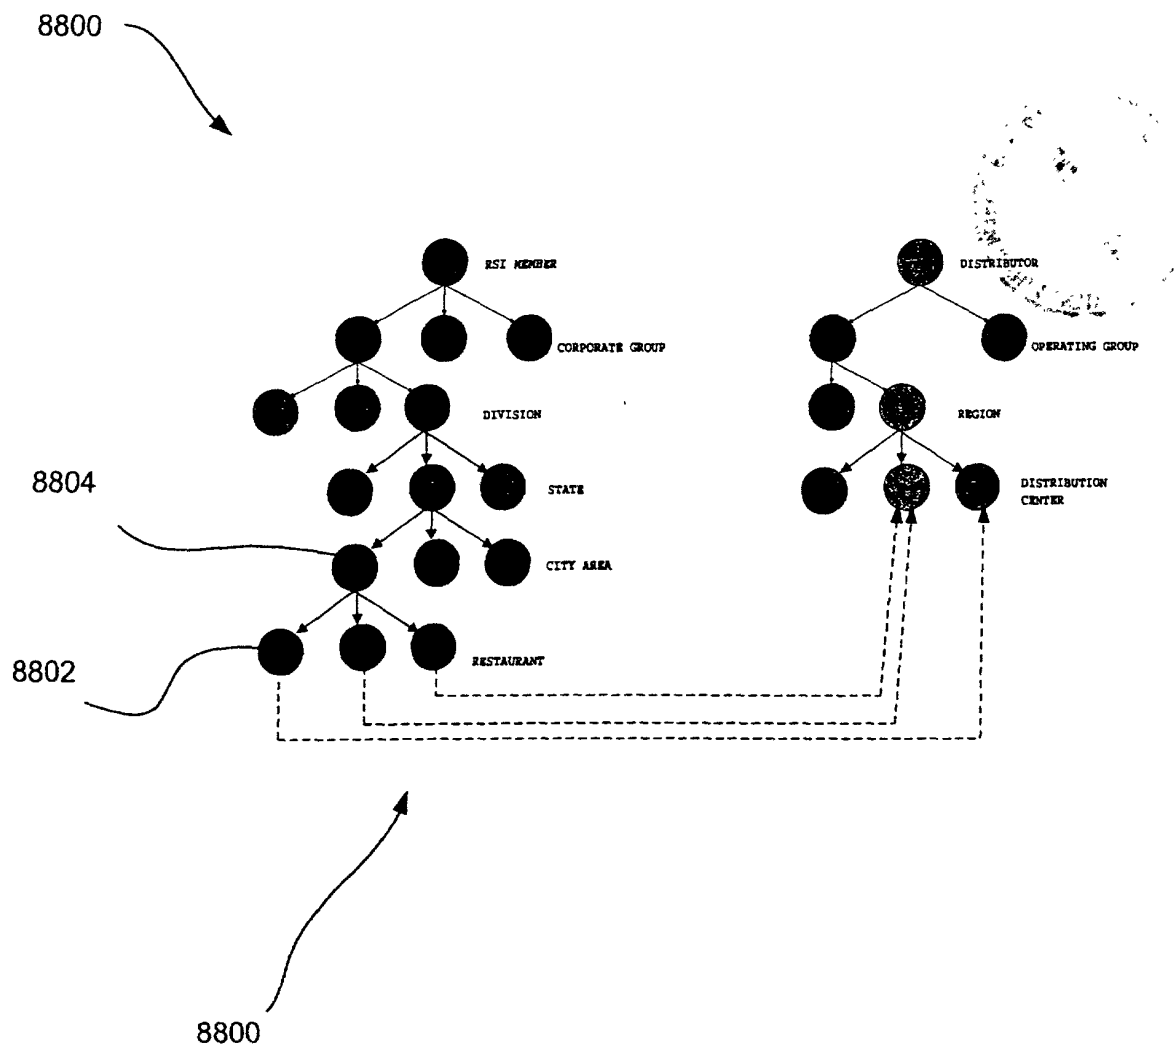 8800
RSI MEMBER
DISTRIBUTOR
CORPORATE GROUP
OPERATING GROUP
DIVISION
REGION
8804
STATE
DISTRIBUTION
CENTER
CITY AREA
8802
RESTAURANT
8800